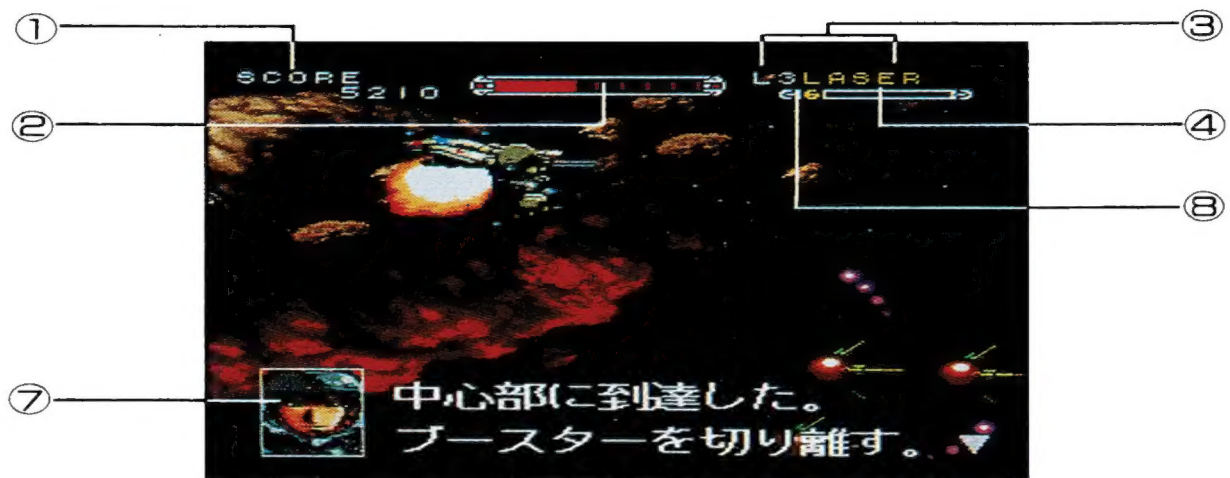 ① ③
SCORE L-3LASER
5210 6
② ④
⑧
⑦
中心部に到達した。
ブースターを切り離す。▼